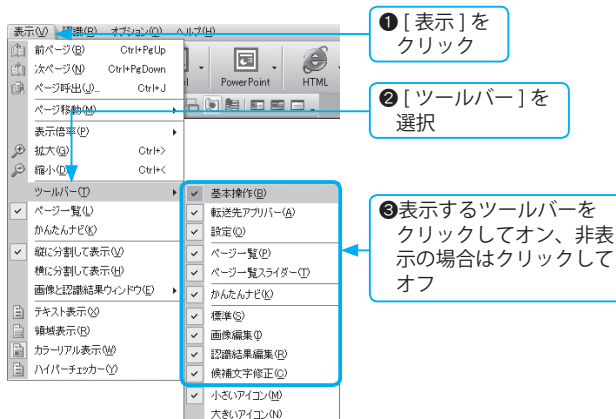 表示(V) 認識(R) オプション(O) ヘルプ(H)
前ページ(B) Ctrl+PgUp
次ページ(N) Ctrl+PgDown
ページ呼出(J)... Ctrl+J
ページ移動(M)
表示倍率(P)
拡大(G) Ctrl+>
縮小(D) Ctrl+<
ツールバー(T)
ページ一覧(L)
かんたんナビ(K)
縦に分割して表示(V)
横に分割して表示(H)
画像と認識結果ウィンドウ(E)
テキスト表示(X)
領域表示(R)
カラーリアル表示(W)
ハイパーチェッカー(Y)
PowerPoint HTML
基本操作(B)
転送先アプリバー(A)
設定(O)
ページ一覧(P)
ページ一覧スライダー(T)
かんたんナビ(K)
標準(S)
画像編集(I)
認識結果編集(R)
候補文字修正(C)
小さいアイコン(M)
大きいアイコン(N)
❶[表示]を
クリック
❷[ツールバー]を
選択
❸表示するツールバーを
クリックしてオン、非表
示の場合はクリックして
オフ